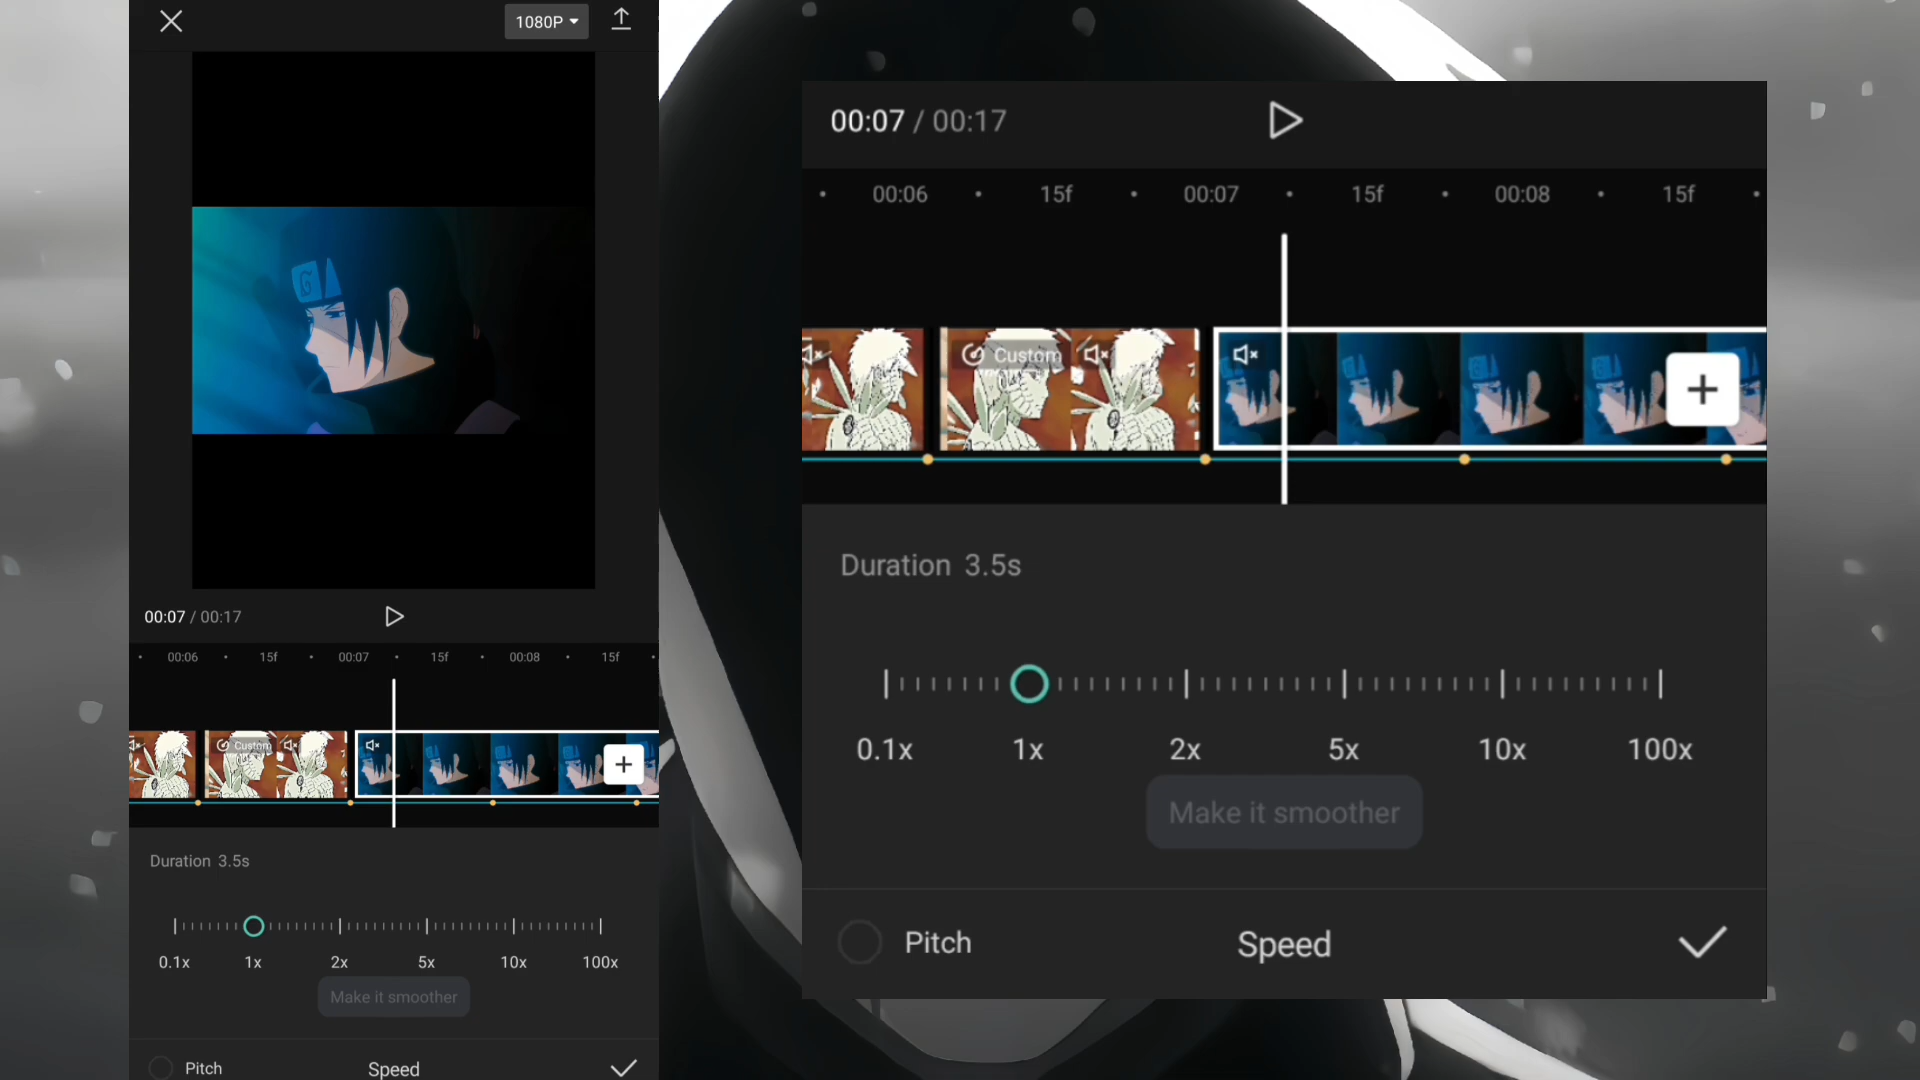 1080P
00:07 / 00:17
00:06 15f 00:07 15f 00:08 15f
Custom
Duration 3.5s
0.1x 1x 2x 5x 10x 100x
Make it smoother
Pitch Speed
00:07 / 00:17
00:06 15f 00:07 15f 00:08 15f
Custom
Duration 3.5s
0.1x 1x 2x 5x 10x 100x
Make it smoother
Pitch Speed